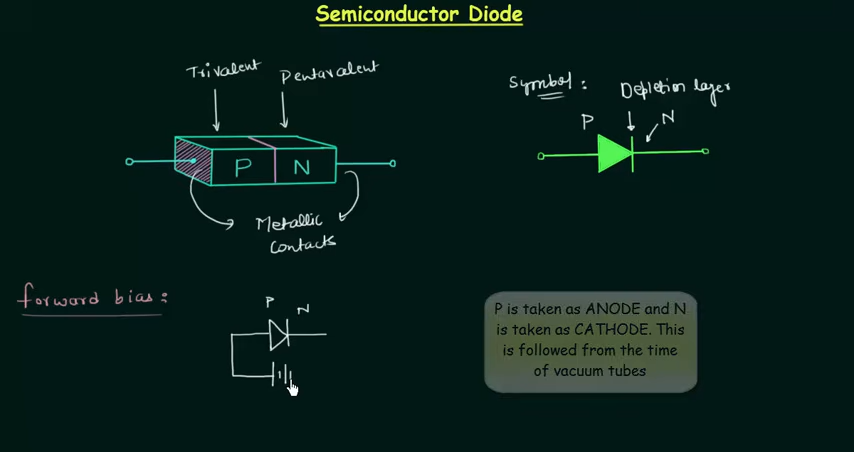 Semiconductor Diode
Trivalent
Pentavalent
Symbol:
Depletion layer
P
N
P
N
Metallic
contacts
forward bias:
P
N
P is taken as ANODE and N
is taken as CATHODE. This
is followed from the time
of vacuum tubes